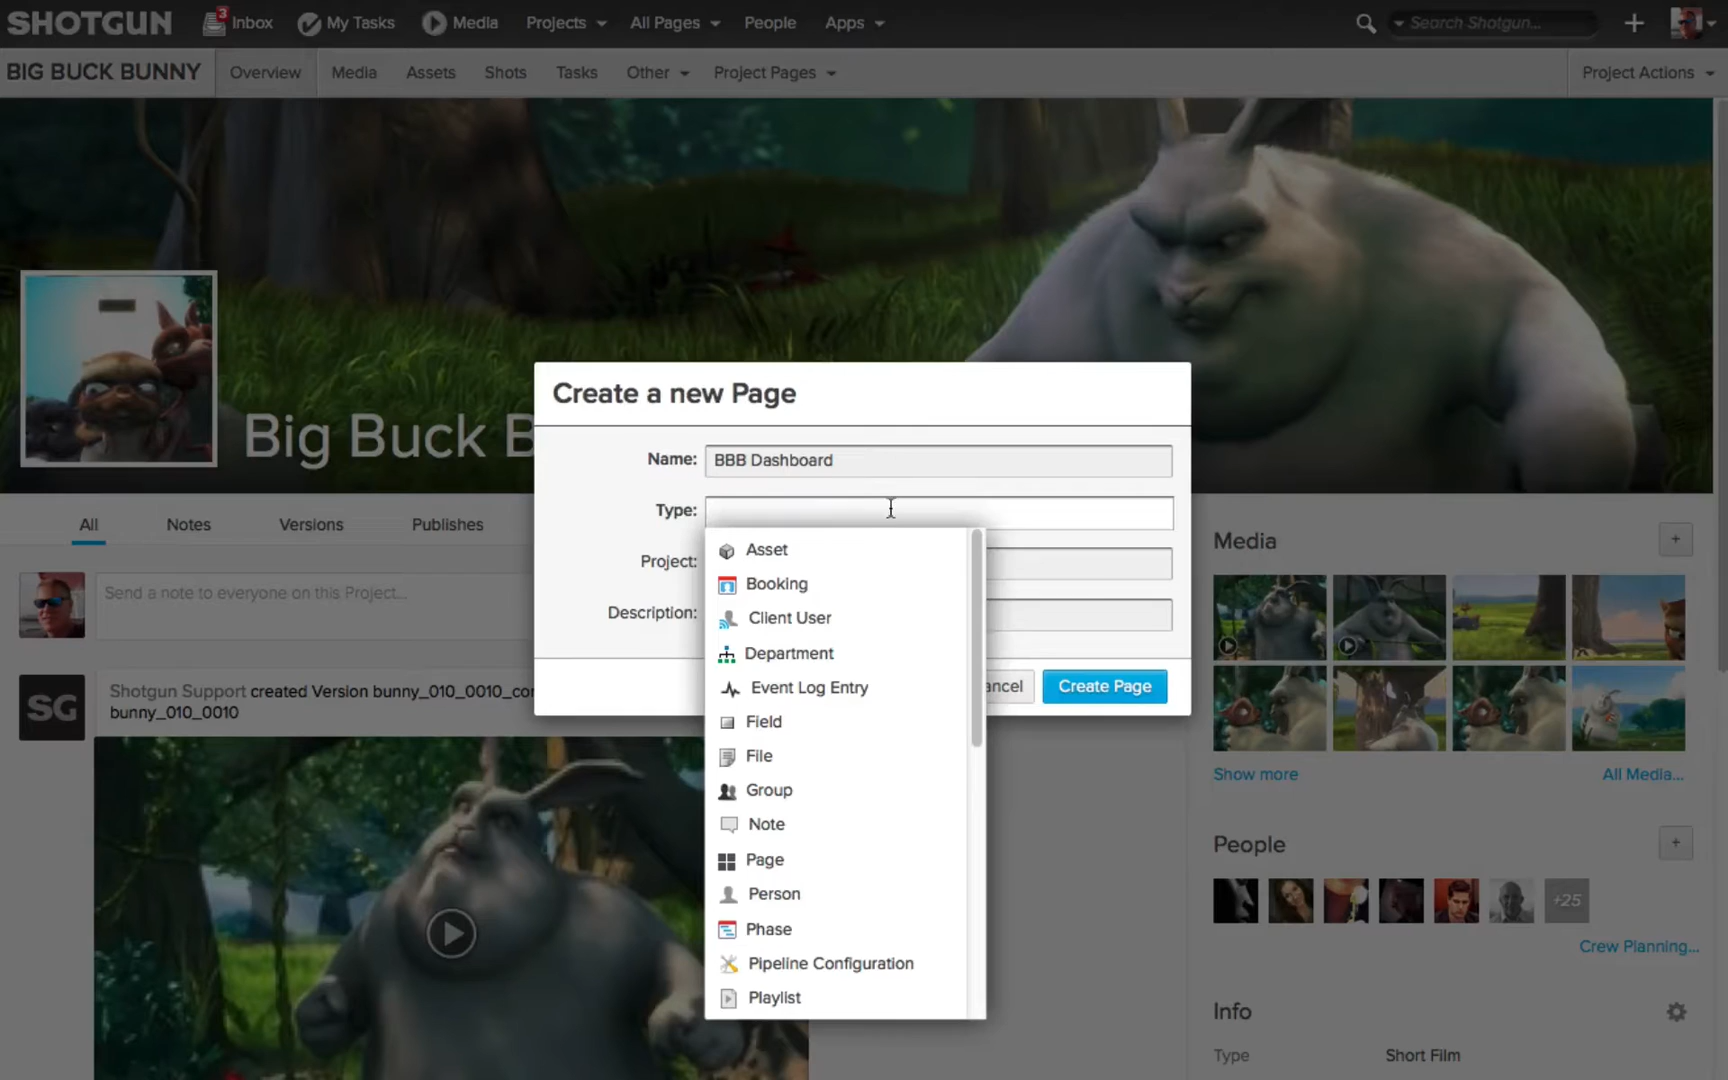 SHOTGUN 3 Inbox My Tasks Media Projects All Pages People Apps Search Shotgun...
BIG BUCK BUNNY Overview Media Assets Shots Tasks Other Project Pages Project Actions
Big Buck B
Create a new Page
Name: BBB Dashboard
Type:
Project:
Description:
ancel Create Page
Asset
Booking
Client User
Department
Event Log Entry
Field
File
Group
Note
Page
Person
Phase
Pipeline Configuration
Playlist
All Notes Versions Publishes
Send a note to everyone on this Project...
SG
Shotgun Support created Version bunny_010_0010_con
bunny_010_0010
Media
+
Show more All Media...
People
+
+25
Crew Planning...
Info
Type Short Film